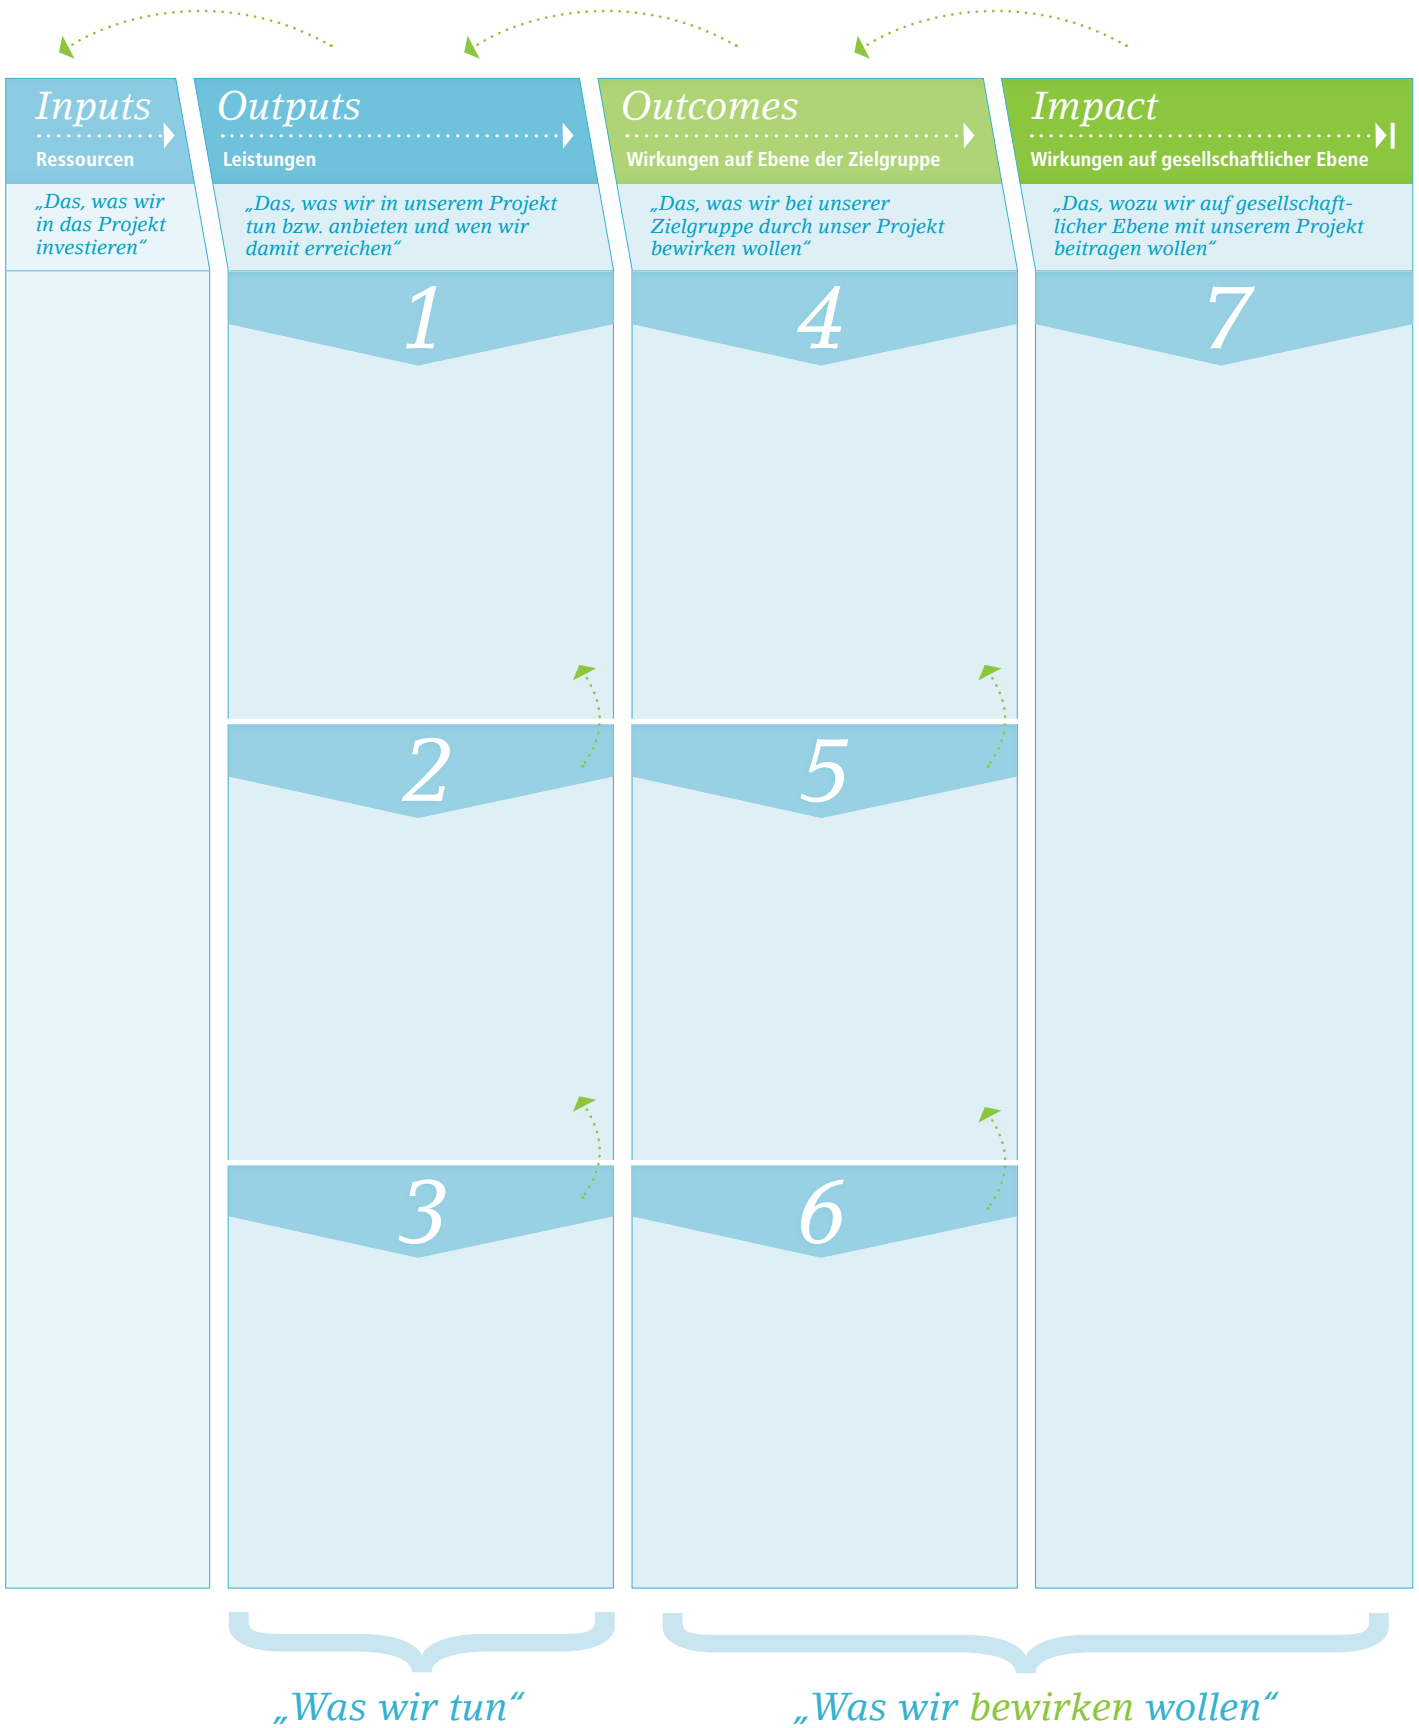 Inputs
Ressourcen
„Das, was wir
in das Projekt
investieren“
Outputs
Leistungen
„Das, was wir in unserem Projekt
tun bzw. anbieten und wen wir
damit erreichen“
1
2
3
Outcomes
Wirkungen auf Ebene der Zielgruppe
„Das, was wir bei unserer
Zielgruppe durch unser Projekt
bewirken wollen“
4
5
6
Impact
Wirkungen auf gesellschaftlicher Ebene
„Das, wozu wir auf gesellschaft-
licher Ebene mit unserem Projekt
beitragen wollen“
7
„Was wir tun“
„Was wir bewirken wollen“